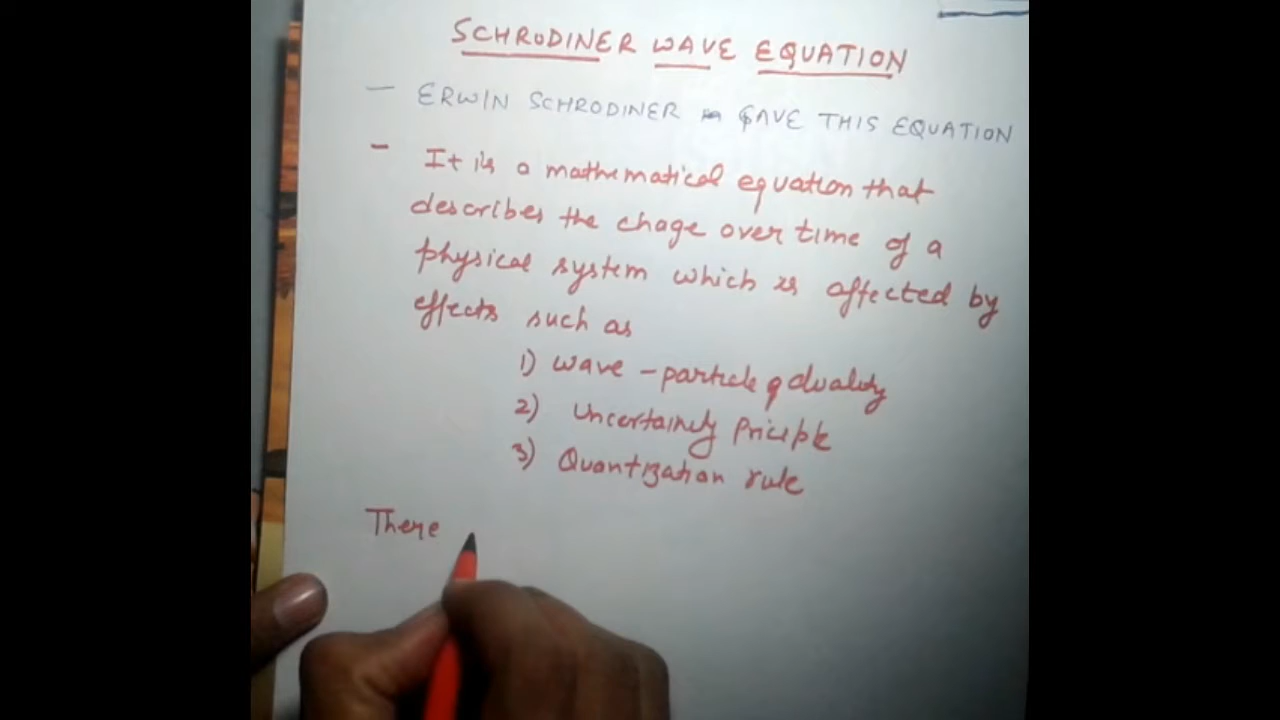 SCHRODINER WAVE EQUATION
- ERWIN SCHRODINER GAVE THIS EQUATION
- It is a mathematical equation that
describes the chage over time of a
physical system which is affected by
effects such as
1) Wave - particle duality
2) Uncertainty Priciple
3) Quantization rule
There